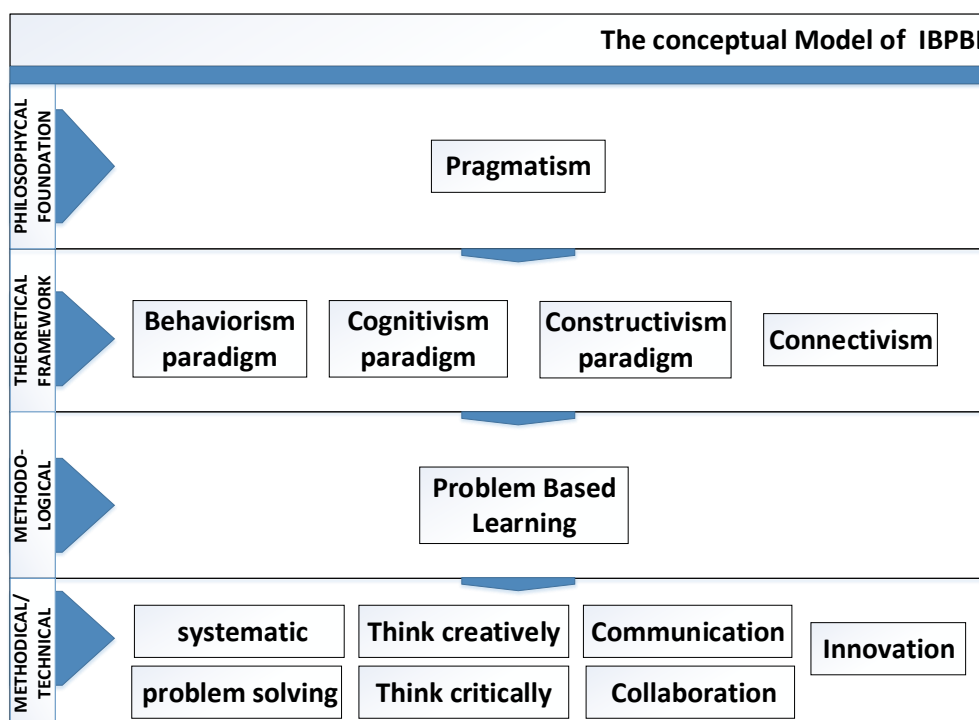 The conceptual Model of IBPBL
PHILOSOPHYCAL
FOUNDATION
Pragmatism
THEORETICAL
FRAMEWORK
Behaviorism
paradigm
Cognitivism
paradigm
Constructivism
paradigm
Connectivism
METHODO-
LOGICAL
Problem Based
Learning
METHODICAL/
TECHNICAL
systematic
Think creatively
Communication
Innovation
problem solving
Think critically
Collaboration